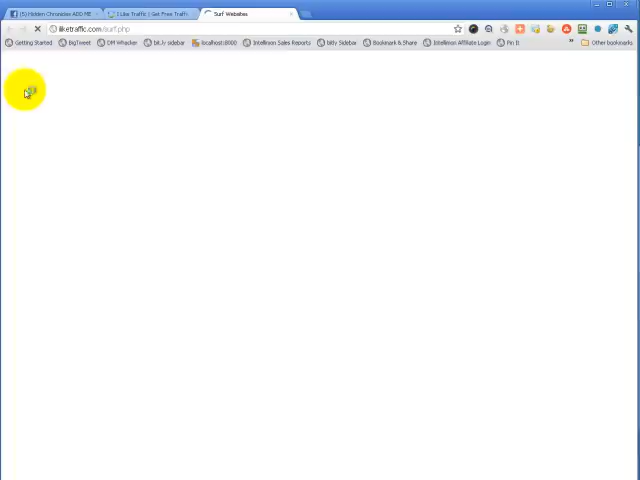 (5) Hidden Chronicles ADD ME
I Like Traffic | Get Free Traffi
Surf Websites
iliketraffic.com/surf.php
Getting Started
BigTweet
DM Whacker
bit.ly sidebar
localhost:8000
Intellimon Sales Reports
bitly Sidebar
Bookmark & Share
Intellimon Affiliate Login
Pin It
»
Other bookmarks